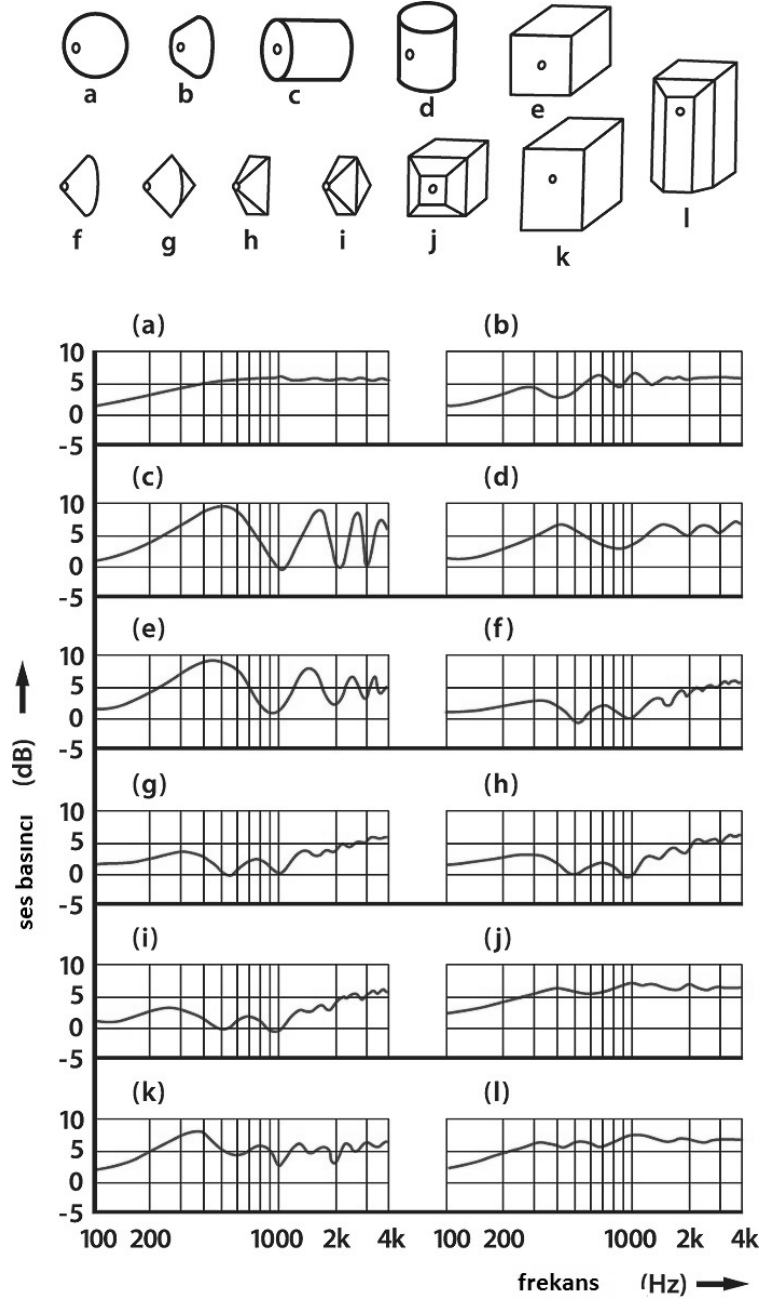 a b c d e
f g h i j k l
(a) (b)
10
5
0
-5
(c) (d)
10
5
0
-5
(e) (f)
10
5
0
-5
(g) (h)
10
5
0
-5
(i) (j)
10
5
0
-5
(k) (l)
10
5
0
-5
100 200 1000 2k 4k 100 200 1000 2k 4k
ses basıncı (dB)
frekans (Hz)